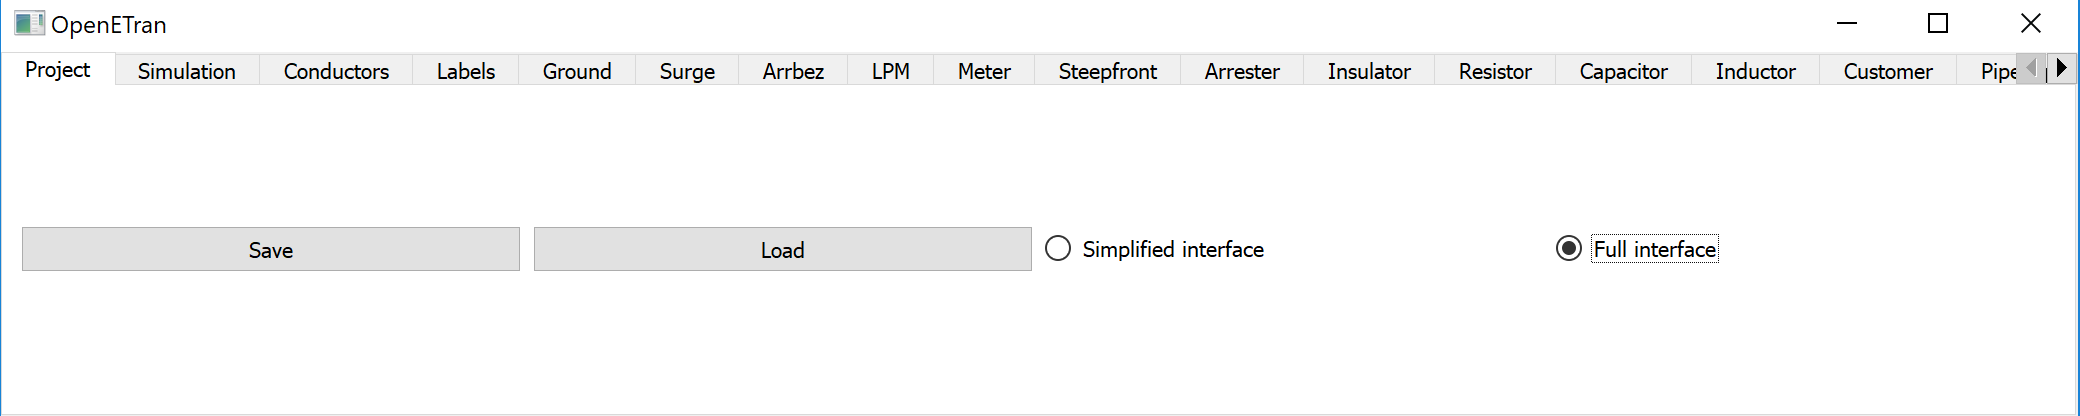 OpenETran
Project Simulation Conductors Labels Ground Surge Arrbez LPM Meter Steepfront Arrester Insulator Resistor Capacitor Inductor Customer
Save Load Simplified interface Full interface